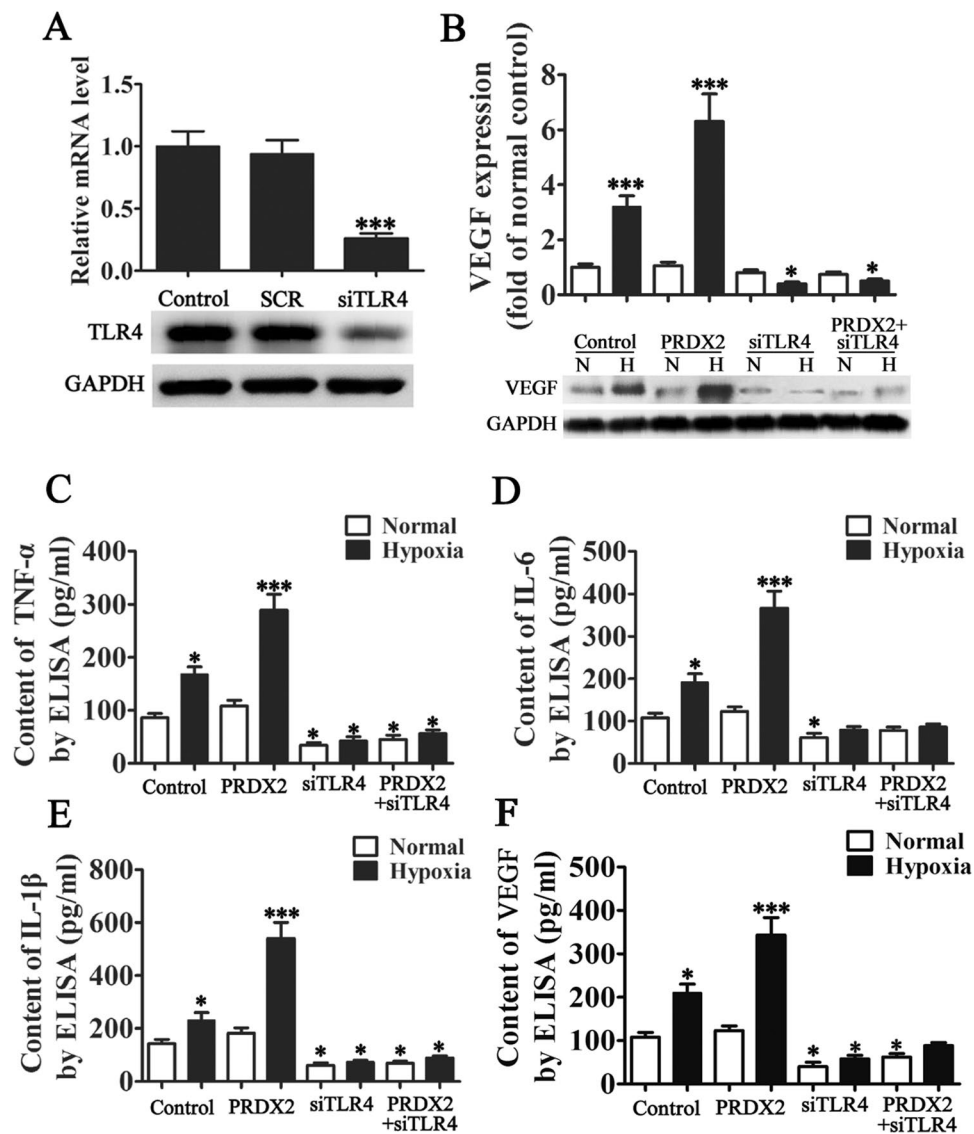 A
Relative mRNA level
1.5
1.0
0.5
0.0
***
Control SCR siTLR4
TLR4
GAPDH
B
VEGF expression
(fold of normal control)
8
6
4
2
0
***
***
*
*
Control PRDX2 siTLR4 PRDX2+
siTLR4
N H N H N H N H
VEGF
GAPDH
C
Normal
Hypoxia
Content of TNF-α
by ELISA (pg/ml)
400
300
200
100
0
*
***
* * * *
Control PRDX2 siTLR4 PRDX2
+siTLR4
D
Normal
Hypoxia
Content of IL-6
by ELISA (pg/ml)
500
400
300
200
100
0
*
***
*
Control PRDX2 siTLR4 PRDX2
+siTLR4
E
Normal
Hypoxia
Content of IL-1β
by ELISA (pg/ml)
800
600
400
200
0
*
***
* * * *
Control PRDX2 siTLR4 PRDX2
+siTLR4
F
Normal
Hypoxia
Content of VEGF
by ELISA (pg/ml)
500
400
300
200
100
0
*
***
* * *
Control PRDX2 siTLR4 PRDX2
+siTLR4